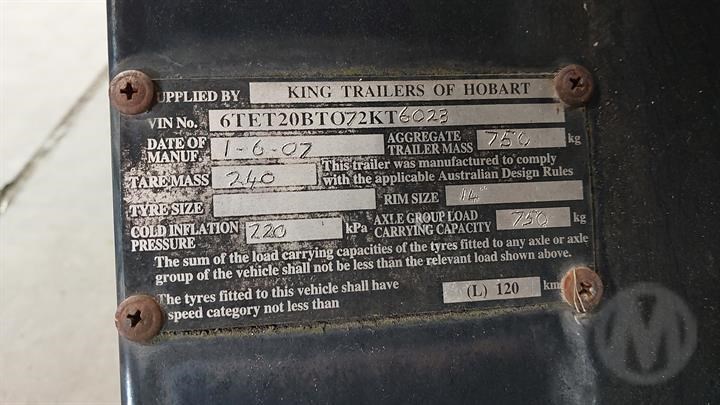 SUPPLIED BY KING TRAILERS OF HOBART
VIN No. 6TET20BTO72KT6023
DATE OF MANUF. 1-6-07 AGGREGATE TRAILER MASS 750 kg
TARE MASS 240 This trailer was manufactured to comply with the applicable Australian Design Rules
TYRE SIZE RIM SIZE 14"
COLD INFLATION PRESSURE 220 kPa AXLE GROUP LOAD CARRYING CAPACITY 750 kg
The sum of the load carrying capacities of the tyres fitted to any axle or axle
group of the vehicle shall not be less than the relevant load shown above.
The tyres fitted to this vehicle shall have
speed category not less than (L) 120 km
M